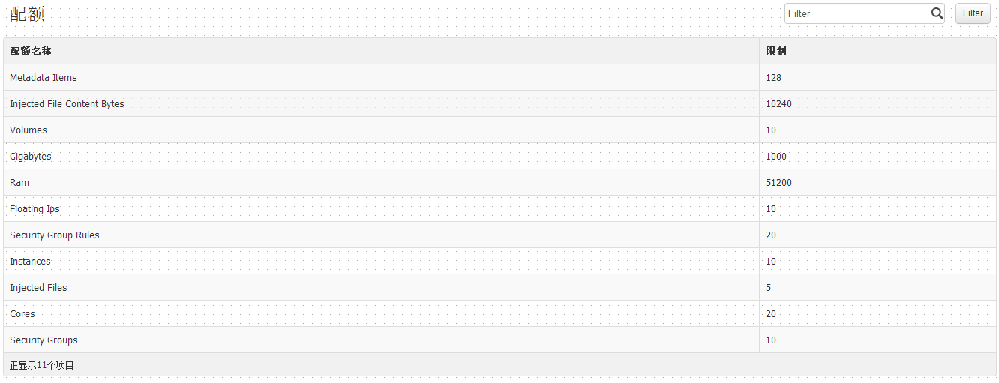 配额
Filter Filter
配额名称 限制
Metadata Items 128
Injected File Content Bytes 10240
Volumes 10
Gigabytes 1000
Ram 51200
Floating Ips 10
Security Group Rules 20
Instances 10
Injected Files 5
Cores 20
Security Groups 10
正显示11个项目